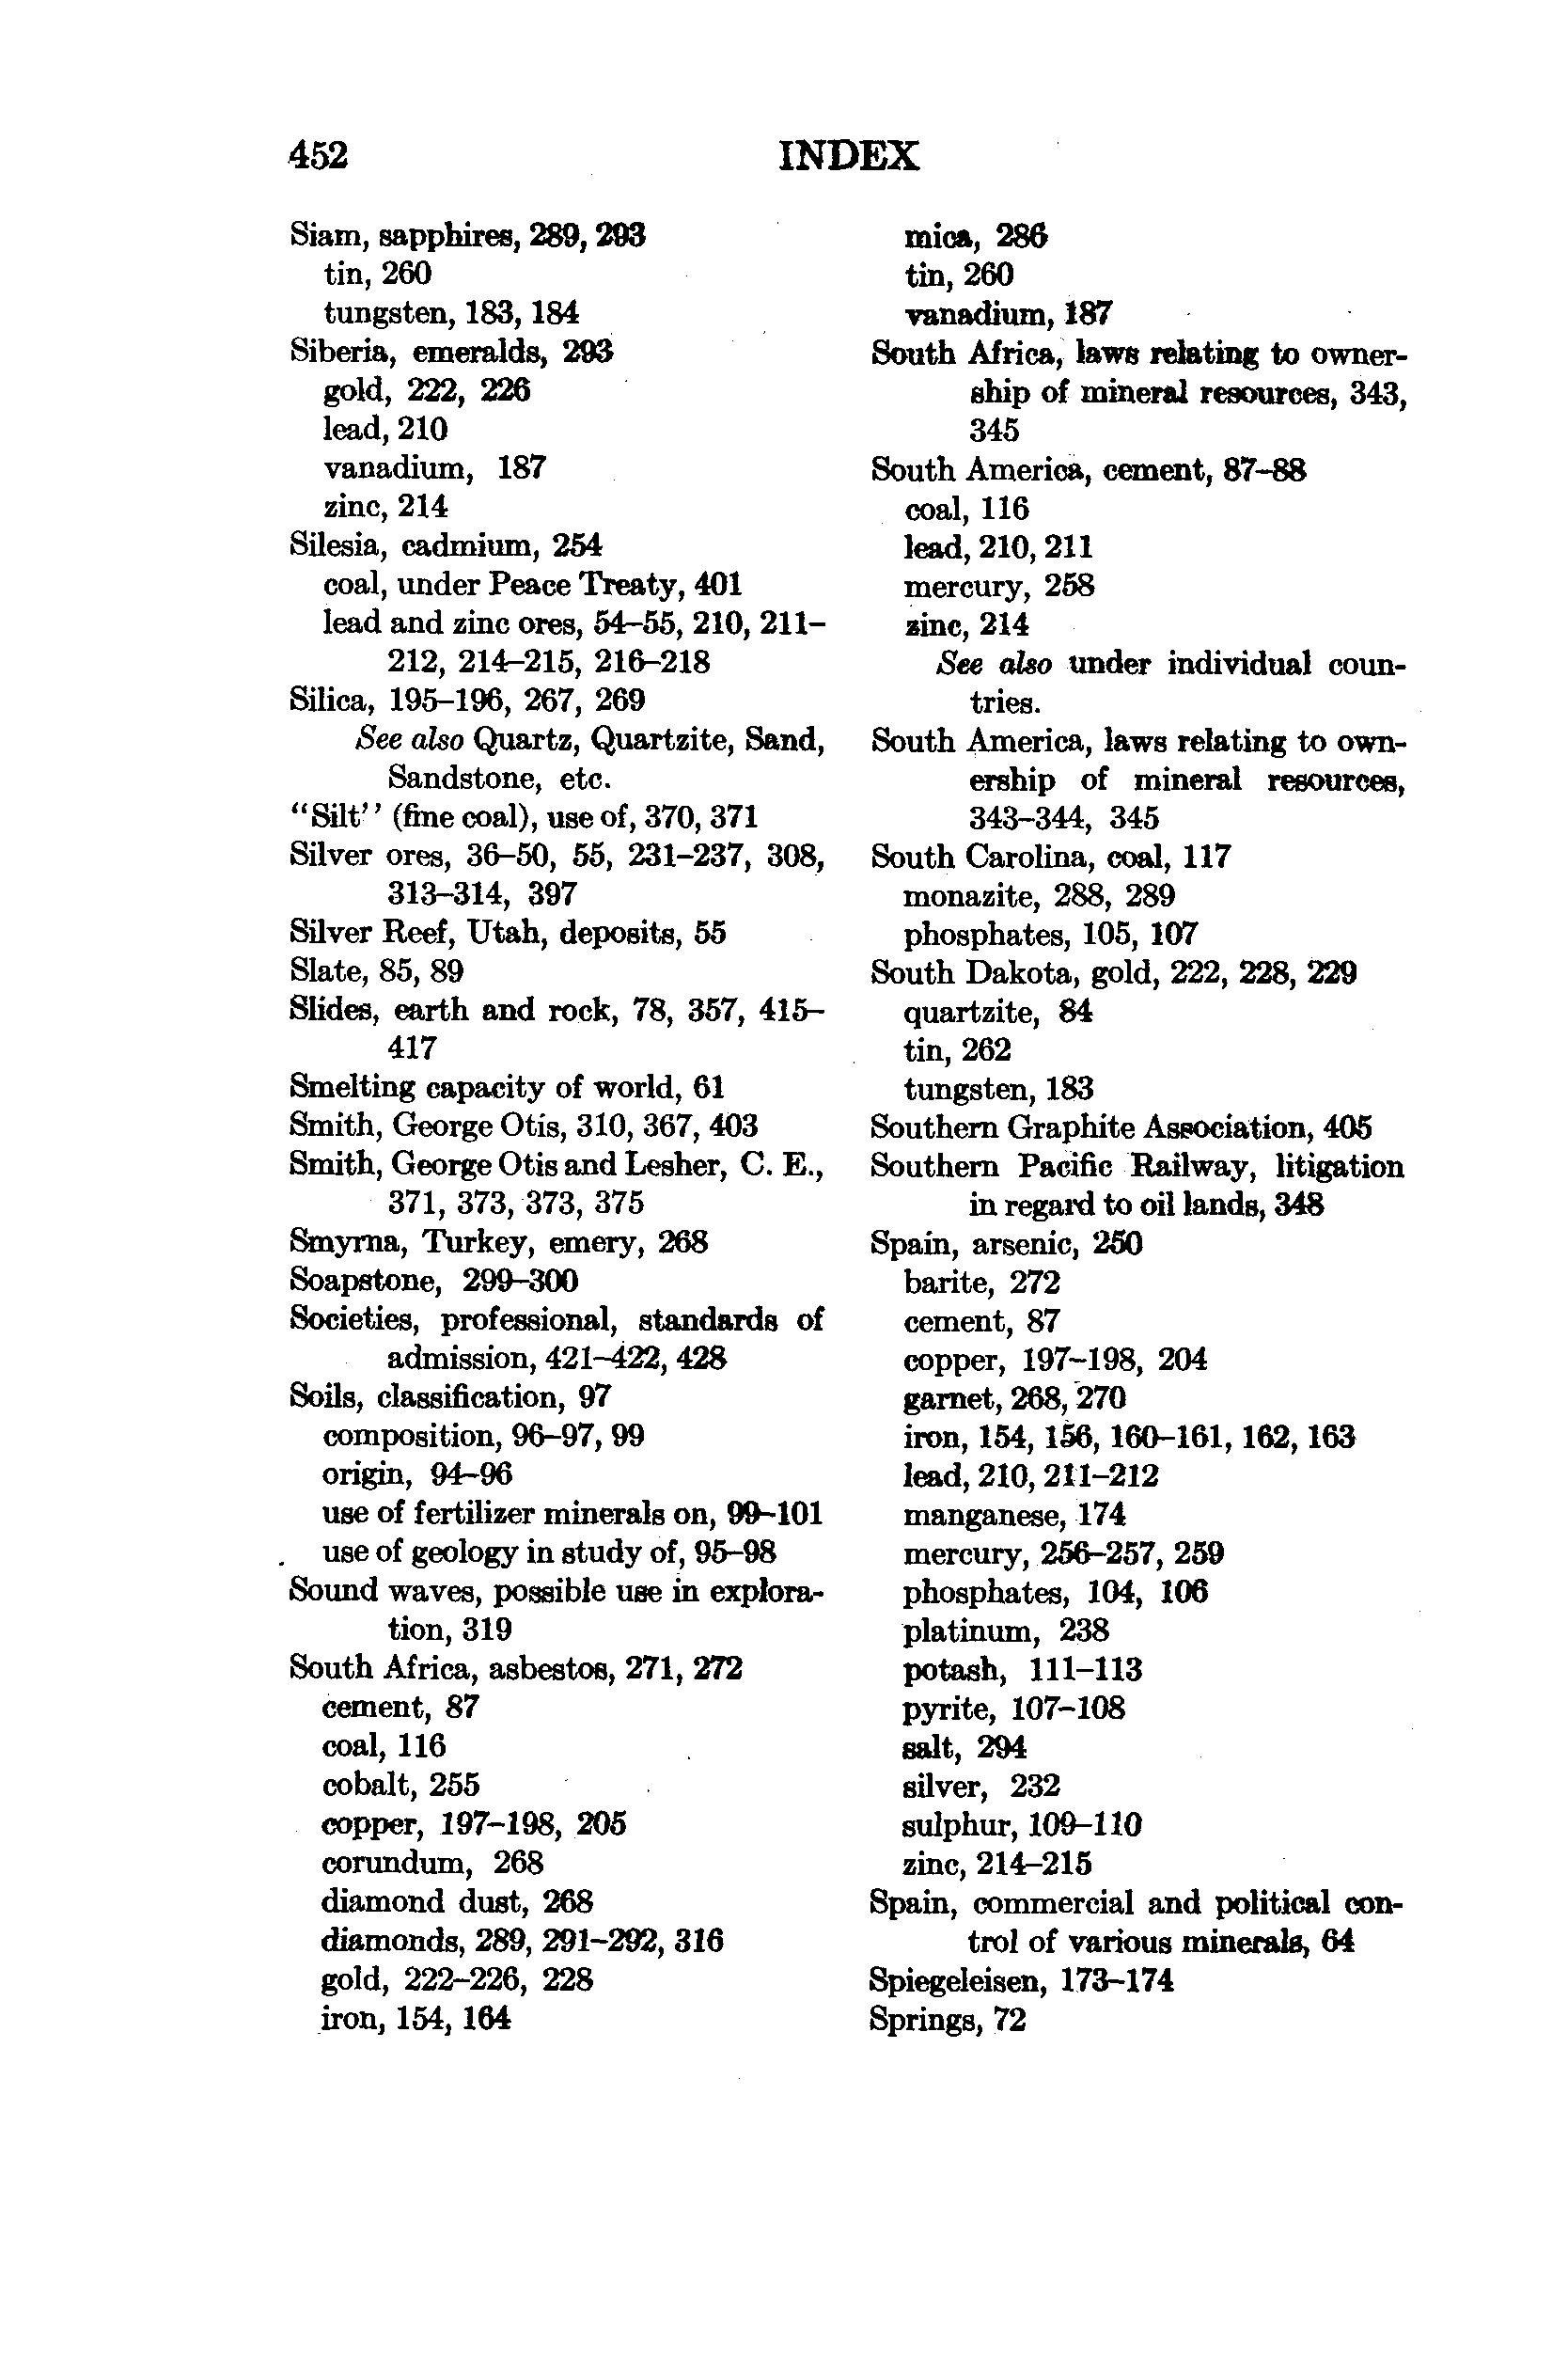 452
INDEX
Siam, sapphires, 289, 293
tin, 260
tungsten, 183, 184
Siberia, emeralds, 293
gold, 222, 226
lead, 210
vanadium, 187
zinc, 214
Silesia, cadmium, 254
coal, under Peace Treaty, 401
lead and zinc ores, 54–55, 210, 211–
212, 214–215, 216–218
Silica, 195–196, 267, 269
See also Quartz, Quartzite, Sand,
Sandstone, etc.
"Silt" (fine coal), use of, 370, 371
Silver ores, 36–50, 55, 231–237, 308,
313–314, 397
Silver Reef, Utah, deposits, 55
Slate, 85, 89
Slides, earth and rock, 78, 357, 415–
417
Smelting capacity of world, 61
Smith, George Otis, 310, 367, 403
Smith, George Otis and Lesher, C. E.,
371, 373, 373, 375
Smyrna, Turkey, emery, 268
Soapstone, 299–300
Societies, professional, standards of
admission, 421–422, 428
Soils, classification, 97
composition, 96–97, 99
origin, 94–96
use of fertilizer minerals on, 99–101
use of geology in study of, 95–98
Sound waves, possible use in explora-
tion, 319
South Africa, asbestos, 271, 272
cement, 87
coal, 116
cobalt, 255
copper, 197–198, 205
corundum, 268
diamond dust, 268
diamonds, 289, 291–292, 316
gold, 222–226, 228
iron, 154, 164
mica, 286
tin, 260
vanadium, 187
South Africa, laws relating to owner-
ship of mineral resources, 343,
345
South America, cement, 87–88
coal, 116
lead, 210, 211
mercury, 258
zinc, 214
See also under individual coun-
tries.
South America, laws relating to own-
ership of mineral resources,
343–344, 345
South Carolina, coal, 117
monazite, 288, 289
phosphates, 105, 107
South Dakota, gold, 222, 228, 229
quartzite, 84
tin, 262
tungsten, 183
Southern Graphite Association, 405
Southern Pacific Railway, litigation
in regard to oil lands, 348
Spain, arsenic, 250
barite, 272
cement, 87
copper, 197–198, 204
garnet, 268, 270
iron, 154, 156, 160–161, 162, 163
lead, 210, 211–212
manganese, 174
mercury, 256–257, 259
phosphates, 104, 106
platinum, 238
potash, 111–113
pyrite, 107–108
salt, 294
silver, 232
sulphur, 109–110
zinc, 214–215
Spain, commercial and political con-
trol of various minerals, 64
Spiegeleisen, 173–174
Springs, 72